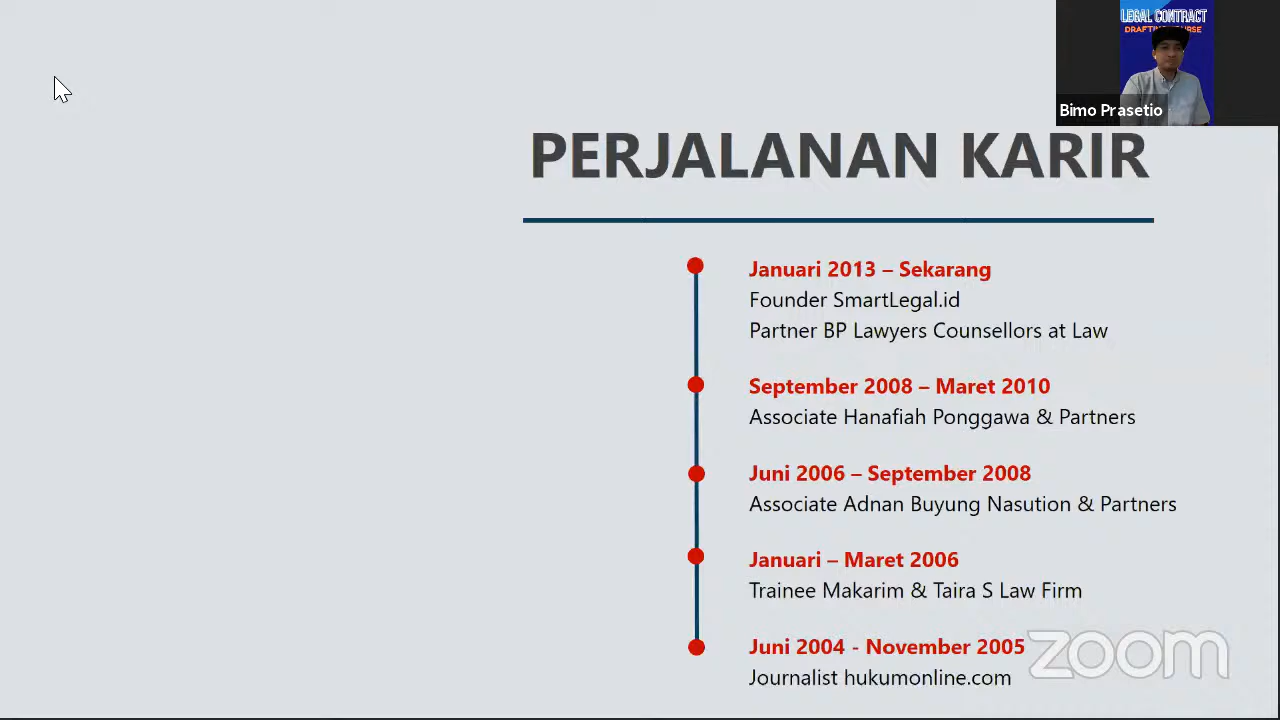 LEGAL CONTRACT
Bimo Prasetio
PERJALANAN KARIR
Januari 2013 – Sekarang
Founder SmartLegal.id
Partner BP Lawyers Counsellors at Law
September 2008 – Maret 2010
Associate Hanafiah Ponggawa & Partners
Juni 2006 – September 2008
Associate Adnan Buyung Nasution & Partners
Januari – Maret 2006
Trainee Makarim & Taira S Law Firm
Juni 2004 - November 2005
Journalist hukumonline.com
zoom